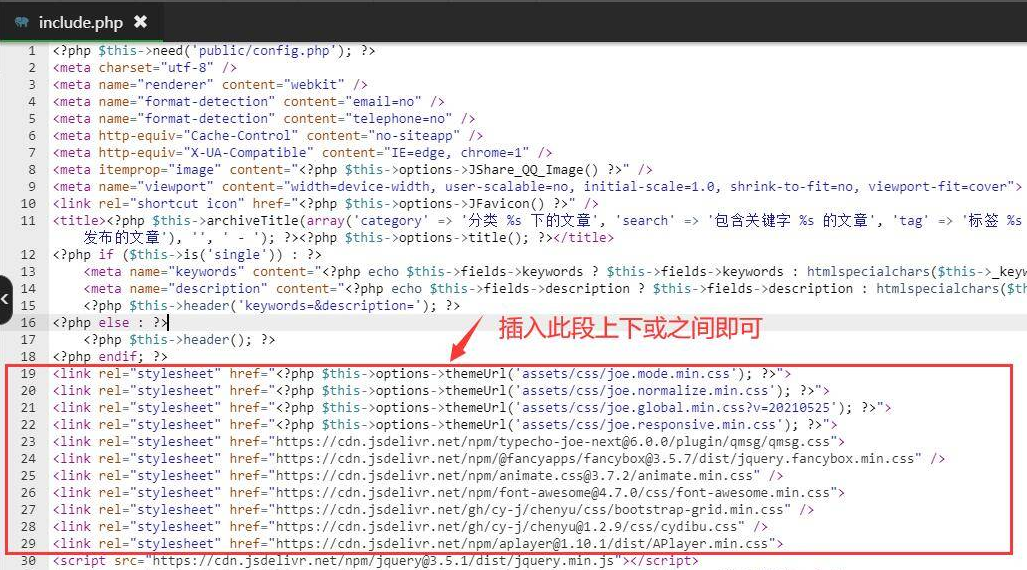 include.php ✖
1 <?php $this->need('public/config.php'); ?>
2 <meta charset="utf-8" />
3 <meta name="renderer" content="webkit" />
4 <meta name="format-detection" content="email=no" />
5 <meta name="format-detection" content="telephone=no" />
6 <meta http-equiv="Cache-Control" content="no-siteapp" />
7 <meta http-equiv="X-UA-Compatible" content="IE=edge, chrome=1" />
8 <meta itemprop="image" content="<?php $this->options->JShare_QQ_Image() ?>" />
9 <meta name="viewport" content="width=device-width, user-scalable=no, initial-scale=1.0, shrink-to-fit=no, viewport-fit=cover">
10 <link rel="shortcut icon" href="<?php $this->options->JFavicon() ?>" />
11 <title><?php $this->archiveTitle(array('category' => '分类 %s 下的文章', 'search' => '包含关键字 %s 的文章', 'tag' => '标签 %s
发布的文章'), '', ' - '); ?><?php $this->options->title(); ?></title>
12 <?php if ($this->is('single')) : ?>
13 <meta name="keywords" content="<?php echo $this->fields->keywords ? $this->fields->keywords : htmlspecialchars($this->_keyw
14 <meta name="description" content="<?php echo $this->fields->description ? $this->fields->description : htmlspecialchars($th
15 <?php $this->header('keywords=&description='); ?>
16 <?php else : ?>
插入此段上下或之间即可
17 <?php $this->header(); ?>
18 <?php endif; ?>
19 <link rel="stylesheet" href="<?php $this->options->themeUrl('assets/css/joe.mode.min.css'); ?>">
20 <link rel="stylesheet" href="<?php $this->options->themeUrl('assets/css/joe.normalize.min.css'); ?>">
21 <link rel="stylesheet" href="<?php $this->options->themeUrl('assets/css/joe.global.min.css?v=20210525'); ?>">
22 <link rel="stylesheet" href="<?php $this->options->themeUrl('assets/css/joe.responsive.min.css'); ?>">
23 <link rel="stylesheet" href="https://cdn.jsdelivr.net/npm/typecho-joe-next@6.0.0/plugin/qmsg/qmsg.css">
24 <link rel="stylesheet" href="https://cdn.jsdelivr.net/npm/@fancyapps/fancybox@3.5.7/dist/jquery.fancybox.min.css" />
25 <link rel="stylesheet" href="https://cdn.jsdelivr.net/npm/animate.css@3.7.2/animate.min.css" />
26 <link rel="stylesheet" href="https://cdn.jsdelivr.net/npm/font-awesome@4.7.0/css/font-awesome.min.css">
27 <link rel="stylesheet" href="https://cdn.jsdelivr.net/gh/cy-j/chenyu/css/bootstrap-grid.min.css" />
28 <link rel="stylesheet" href="https://cdn.jsdelivr.net/gh/cy-j/chenyu@1.2.9/css/cydibu.css" />
29 <link rel="stylesheet" href="https://cdn.jsdelivr.net/npm/aplayer@1.10.1/dist/APlayer.min.css">
30 <script src="https://cdn.jsdelivr.net/npm/jquery@3.5.1/dist/jquery.min.js"></script>